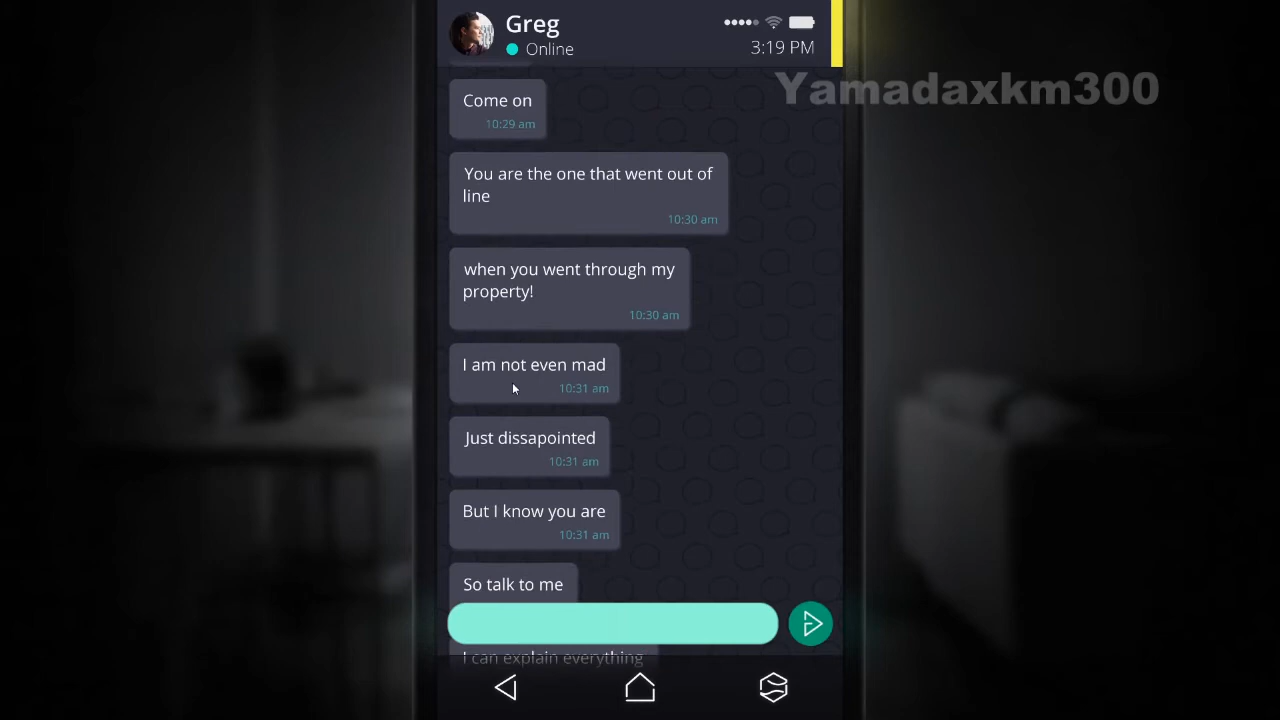 Greg
Online
3:19 PM
Yamadaxkm300
Come on
10:29 am
You are the one that went out of
line
10:30 am
when you went through my
property!
10:30 am
I am not even mad
10:31 am
Just dissapointed
10:31 am
But I know you are
10:31 am
So talk to me
I can explain everything